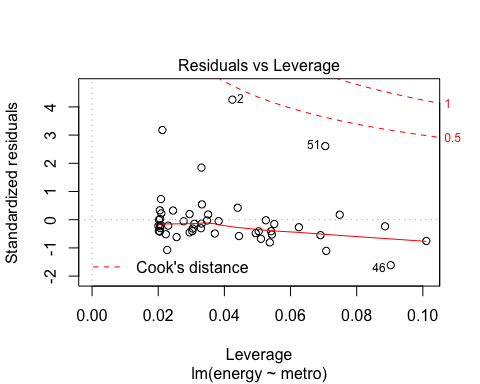 Residuals vs Leverage
Standardized residuals
4
3
2
1
0
-1
-2
2
51
46
1
0.5
Cook's distance
0.00 0.02 0.04 0.06 0.08 0.10
Leverage
lm(energy ~ metro)